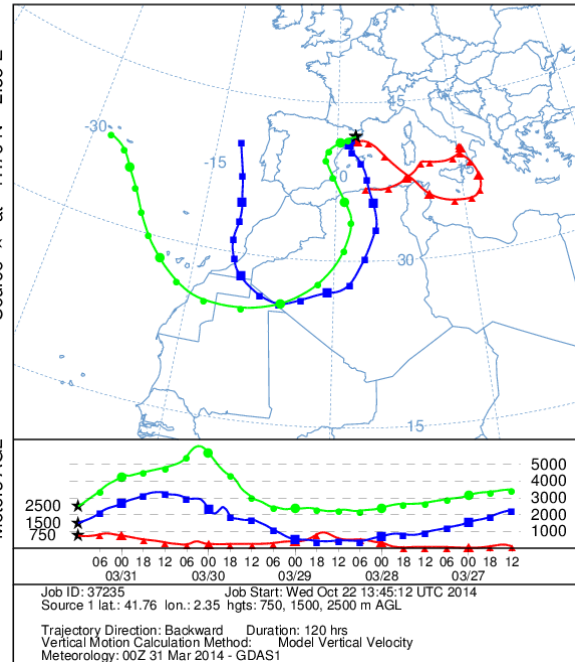 45
-30
-15
0
15
30
15
5000
4000
3000
2500
2000
1500
1000
750
06 00 18 12 06 00 18 12 06 00 18 12 06 00 18 12 06 00 18 12
03/31 03/30 03/29 03/28 03/27
Job ID: 37235 Job Start: Wed Oct 22 13:45:12 UTC 2014
Source 1 lat.: 41.76 lon.: 2.35 hgts: 750, 1500, 2500 m AGL
Trajectory Direction: Backward Duration: 120 hrs
Vertical Motion Calculation Method: Model Vertical Velocity
Meteorology: 00Z 31 Mar 2014 - GDAS1